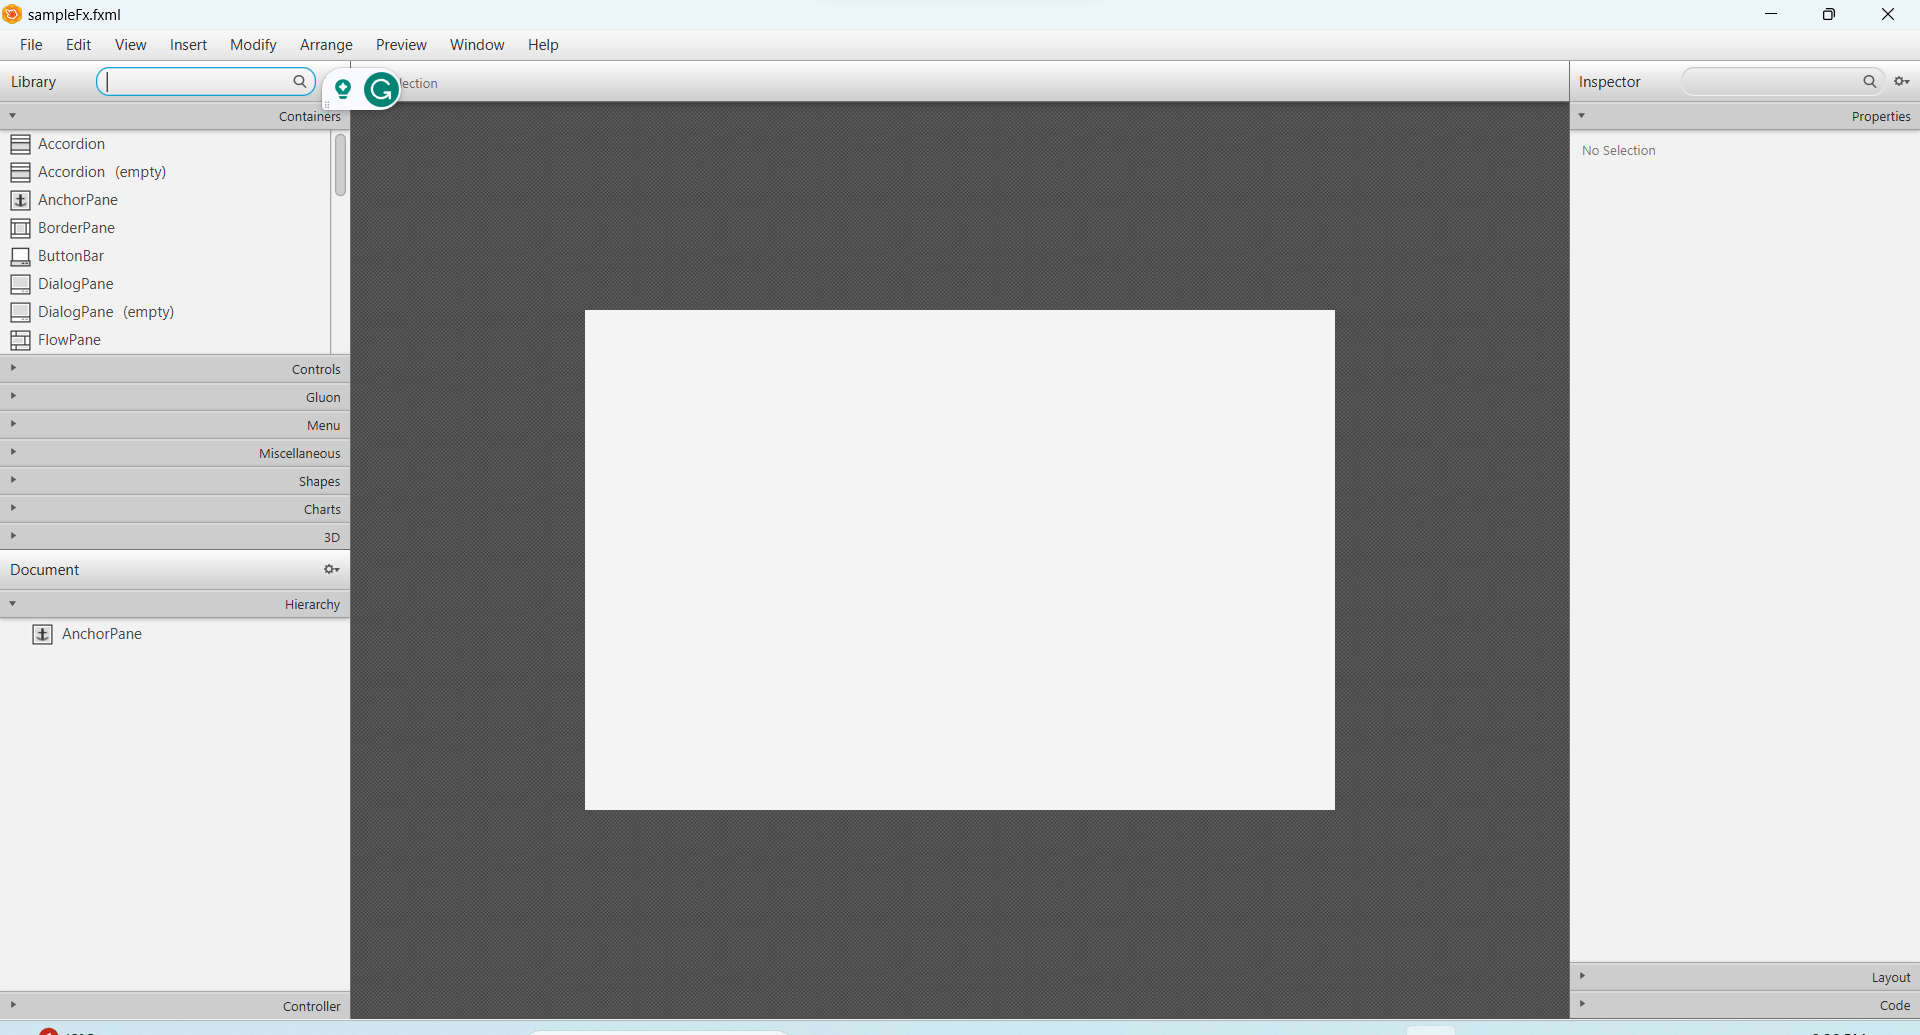 sampleFx.fxml
File Edit View Insert Modify Arrange Preview Window Help
Library
Containers
Accordion
Accordion (empty)
AnchorPane
BorderPane
ButtonBar
DialogPane
DialogPane (empty)
FlowPane
Controls
Gluon
Menu
Miscellaneous
Shapes
Charts
3D
Document
Hierarchy
AnchorPane
Controller
lection
Inspector
Properties
No Selection
Layout
Code